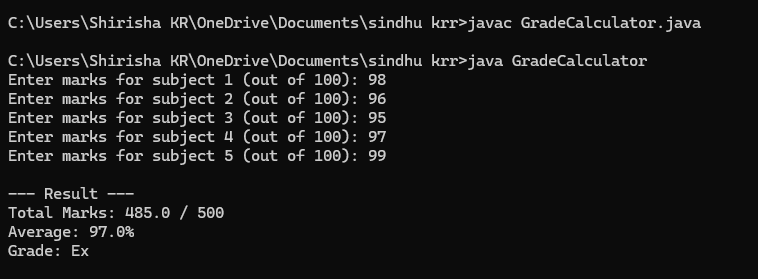 C:\Users\Shirisha KR\OneDrive\Documents\sindhu krr>javac GradeCalculator.java
C:\Users\Shirisha KR\OneDrive\Documents\sindhu krr>java GradeCalculator
Enter marks for subject 1 (out of 100): 98
Enter marks for subject 2 (out of 100): 96
Enter marks for subject 3 (out of 100): 95
Enter marks for subject 4 (out of 100): 97
Enter marks for subject 5 (out of 100): 99
--- Result ---
Total Marks: 485.0 / 500
Average: 97.0%
Grade: Ex